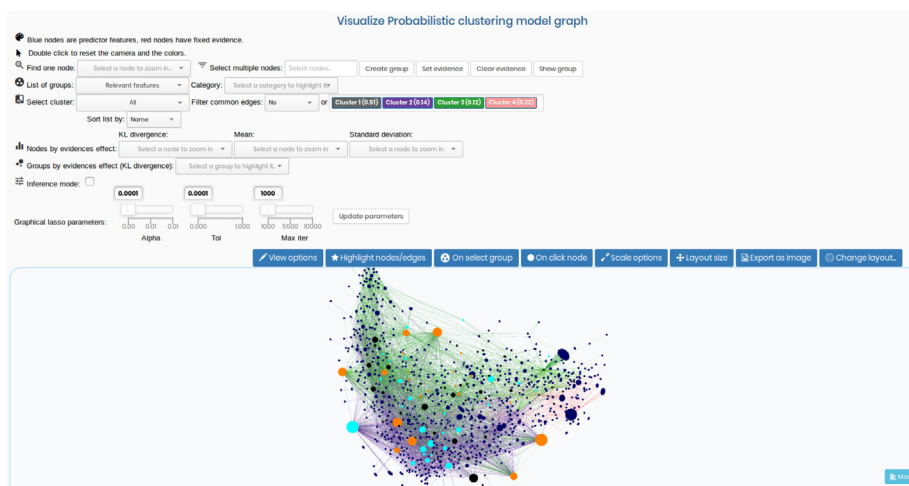 Visualize Probabilistic clustering model graph
Blue nodes are predictor features, red nodes have fixed evidence.
Double click to reset the camera and the colors.
Find one node: Select a node to zoom in... Select multiple nodes: Select nodes... Create group Set evidence Clear evidence Show group
List of groups: Relevant features Category: Select a category to highlight it
Select cluster: All Filter common edges: No or Cluster 1 (0.51) Cluster 2 (0.14) Cluster 3 (0.12) Cluster 4 (0.22)
Sort list by: Name
KL divergence: Mean: Standard deviation:
Nodes by evidences effect: Select a node to zoom in Select a node to zoom in Select a node to zoom in
Groups by evidences effect (KL divergence): Select a group to highlight it...
Inference mode:
0.0001 0.0001 1000
Graphical lasso parameters: 0.00 0.01 0.01 0.000 1.000 1000 5500 10000 Update parameters
Alpha Tol Max iter
View options Highlight nodes/edges On select group On click node Scale options Layout size Export as image Change layout...